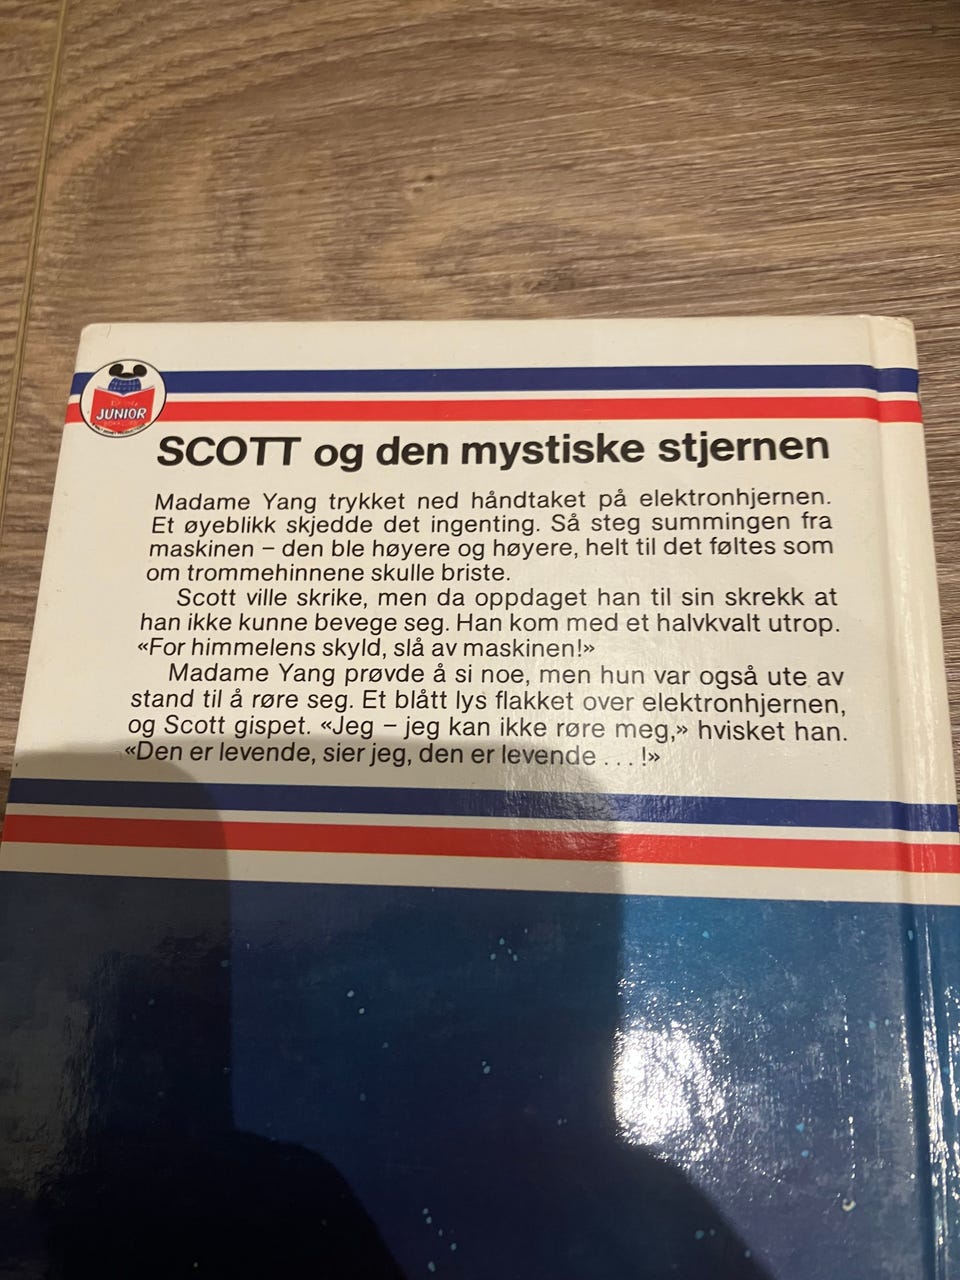 JUNIOR
SCOTT og den mystiske stjernen
Madame Yang trykket ned håndtaket på elektronhjernen.
Et øyeblikk skjedde det ingenting. Så steg summingen fra
maskinen – den ble høyere og høyere, helt til det føltes som
om trommehinnene skulle briste.
Scott ville skrike, men da oppdaget han til sin skrekk at
han ikke kunne bevege seg. Han kom med et halvkvalt utrop.
«For himmelens skyld, slå av maskinen!»
Madame Yang prøvde å si noe, men hun var også ute av
stand til å røre seg. Et blått lys flakket over elektronhjernen,
og Scott gispet. «Jeg – jeg kan ikke røre meg,» hvisket han.
«Den er levende, sier jeg, den er levende . . . !»